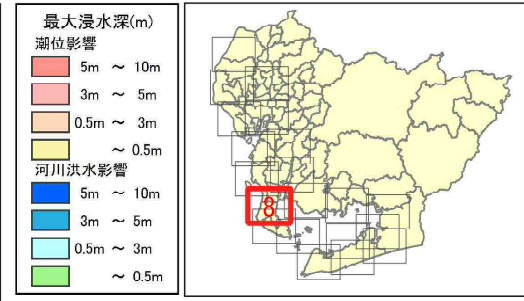 最大浸水深(m)
潮位影響
5m ～ 10m
3m ～ 5m
0.5m ～ 3m
～ 0.5m
河川洪水影響
5m ～ 10m
3m ～ 5m
0.5m ～ 3m
～ 0.5m
8